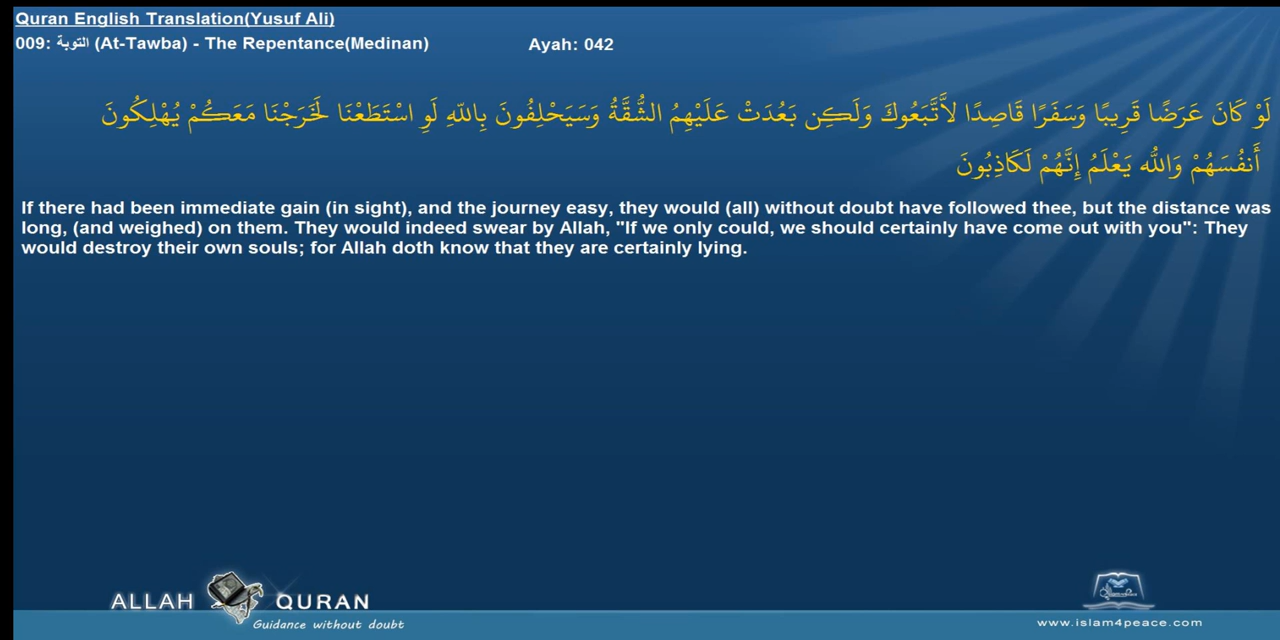 Quran English Translation(Yusuf Ali)
009: التوبة (At-Tawba) - The Repentance(Medinan) Ayah: 042
لَوْ كَانَ عَرَضًا قَرِيبًا وَسَفَرًا قَاصِدًا لاَّتَّبَعُوكَ وَلَكِن بَعُدَتْ عَلَيْهِمُ الشُّقَّةُ وَسَيَحْلِفُونَ بِاللّهِ لَوِ اسْتَطَعْنَا لَخَرَجْنَا مَعَكُمْ يُهْلِكُونَ
أَنفُسَهُمْ وَاللّه يَعْلَمُ إِنَّهُمْ لَكَاذِبُونَ
If there had been immediate gain (in sight), and the journey easy, they would (all) without doubt have followed thee, but the distance was
long, (and weighed) on them. They would indeed swear by Allah, "If we only could, we should certainly have come out with you": They
would destroy their own souls; for Allah doth know that they are certainly lying.
ALLAH QURAN
Guidance without doubt
www.islam4peace.com